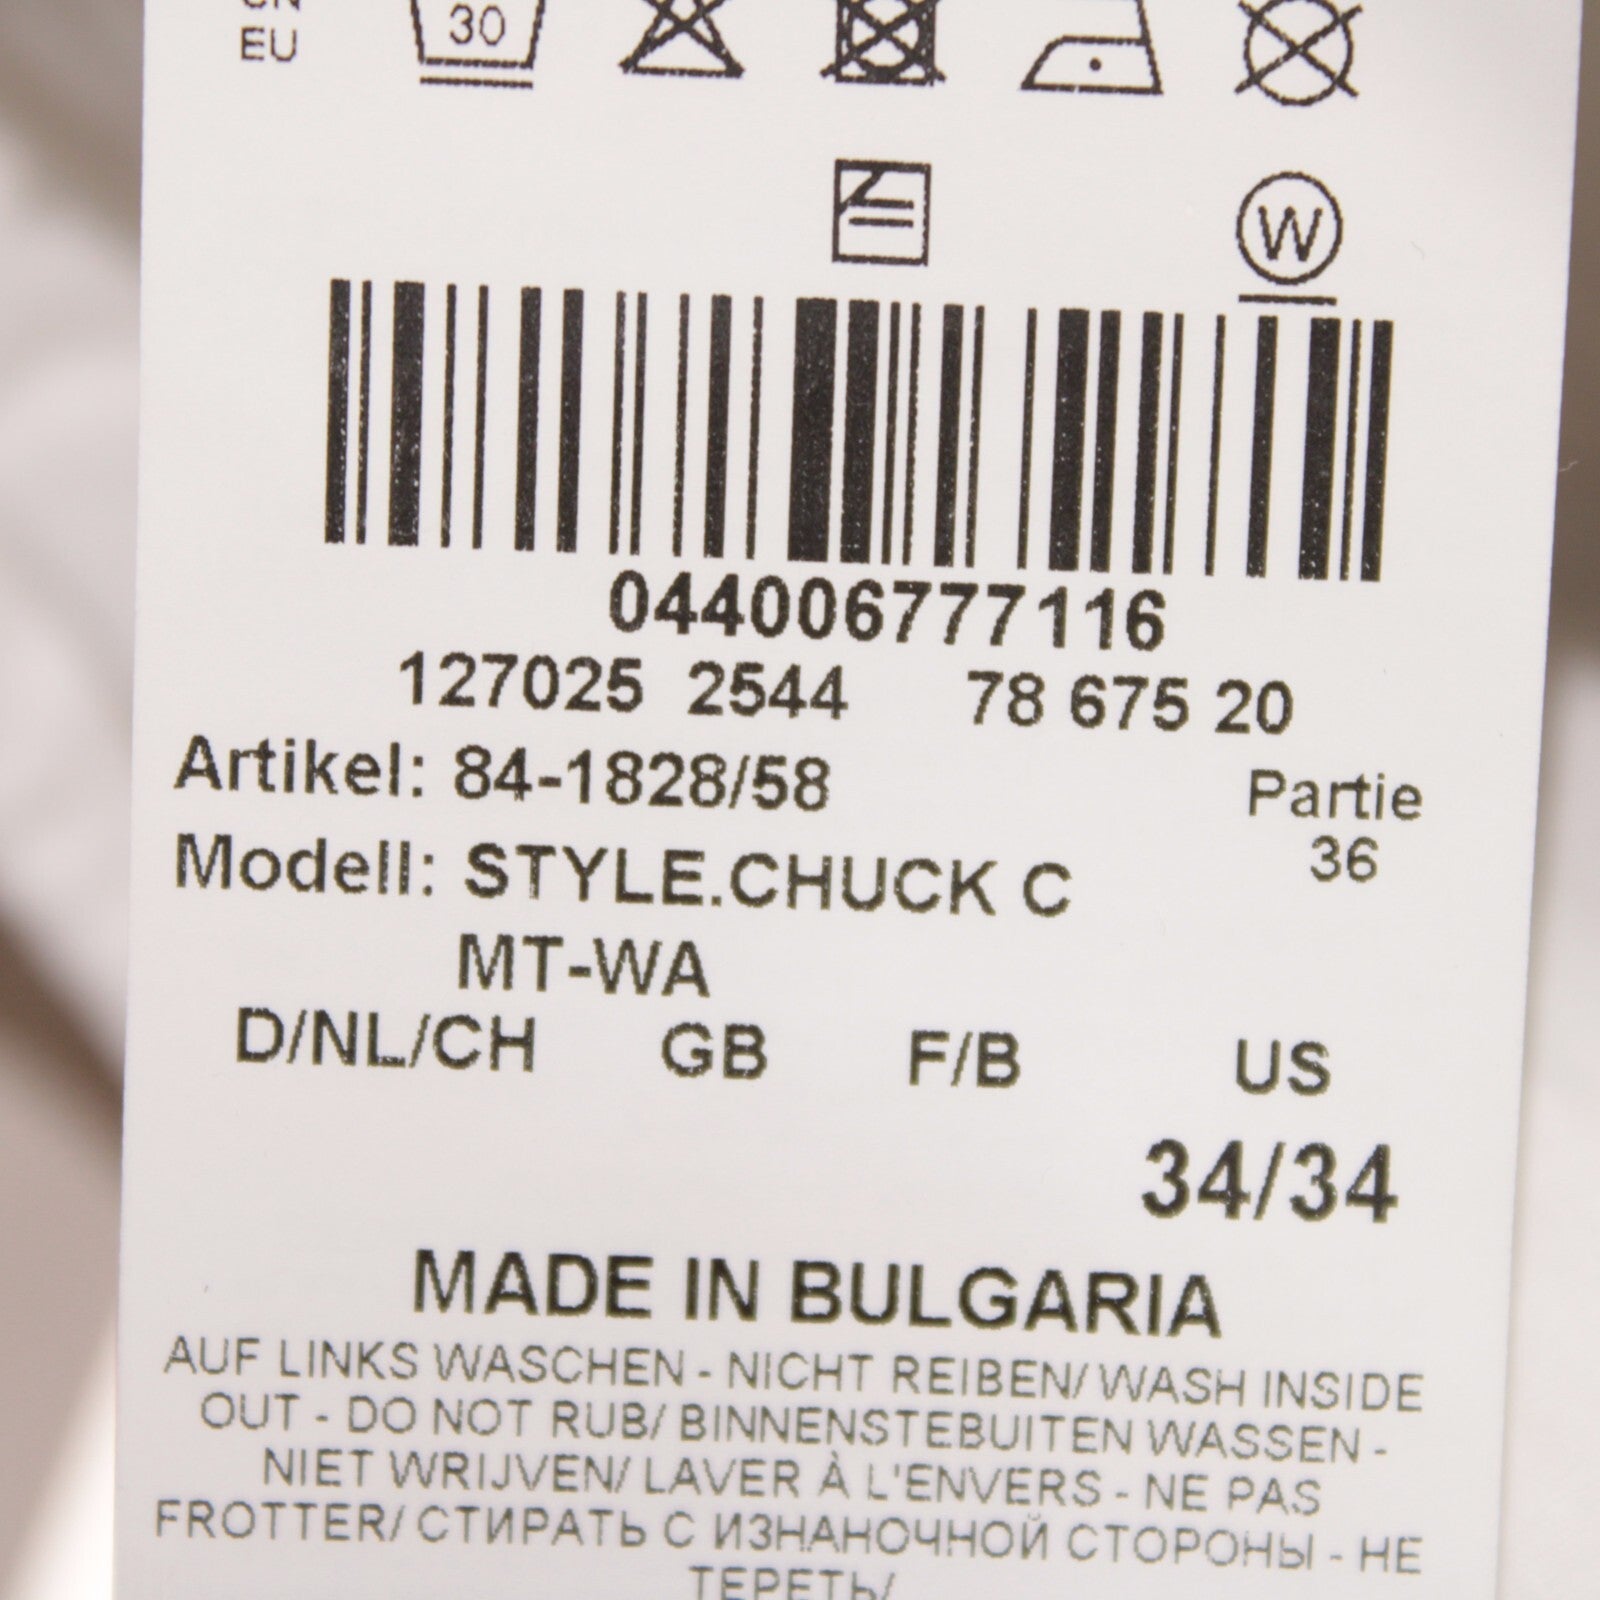 EU
30
W
044006777116
127025 2544 78 675 20
Artikel: 84-1828/58 Partie
36
Modell: STYLE.CHUCK C
MT-WA
D/NL/CH GB F/B US
34/34
MADE IN BULGARIA
AUF LINKS WASCHEN - NICHT REIBEN/ WASH INSIDE
OUT - DO NOT RUB/ BINNENSTEBUITEN WASSEN -
NIET WRIJVEN/ LAVER À L'ENVERS - NE PAS
FROTTER/ СТИРАТЬ С ИЗНАНОЧНОЙ СТОРОНЫ - НЕ
ТЕРЕТЬ/